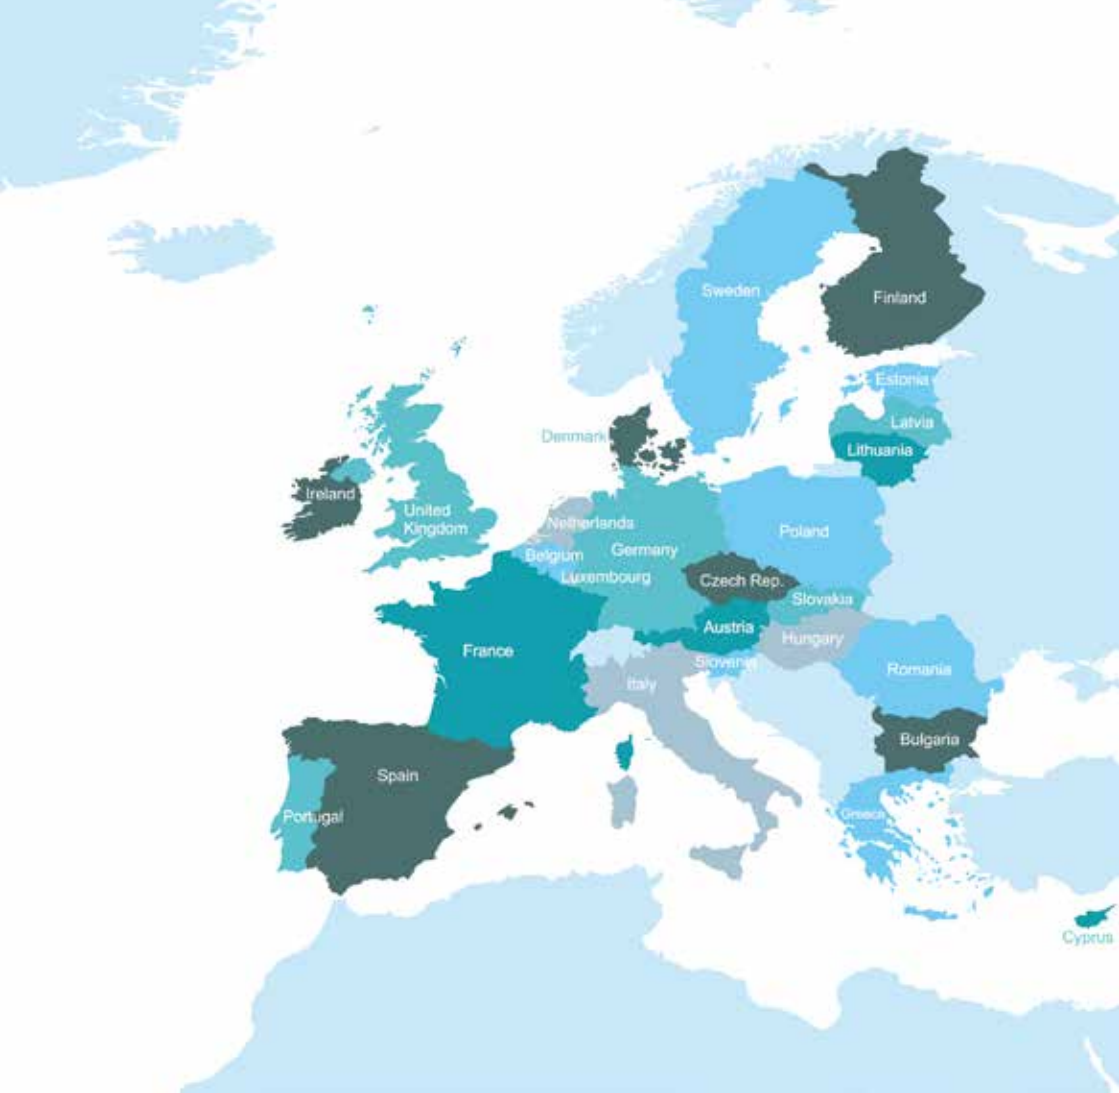 Sweden
Finland
Estonia
Latvia
Denmark
Lithuania
Ireland
United
Kingdom
Netherlands
Poland
Germany
Belgium
Luxembourg
Czech Rep.
Slovakia
Austria
Hungary
France
Slovenia
Romania
Italy
Bulgaria
Spain
Portugal
Greece
Cyprus